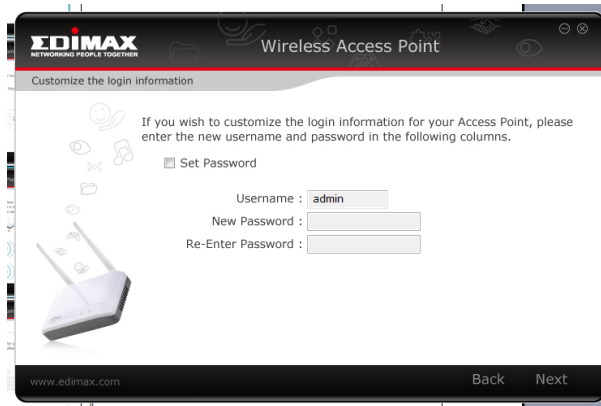 EDIMAX
NETWORKING PEOPLE TOGETHER
Wireless Access Point
Customize the login information
If you wish to customize the login information for your Access Point, please
enter the new username and password in the following columns.
Set Password
Username : admin
New Password :
Re-Enter Password :
www.edimax.com
Back Next